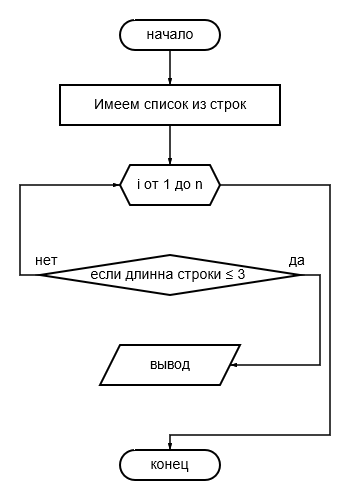 начало
Имеем список из строк
i от 1 до n
нет
да
если длинна строки ≤ 3
вывод
конец